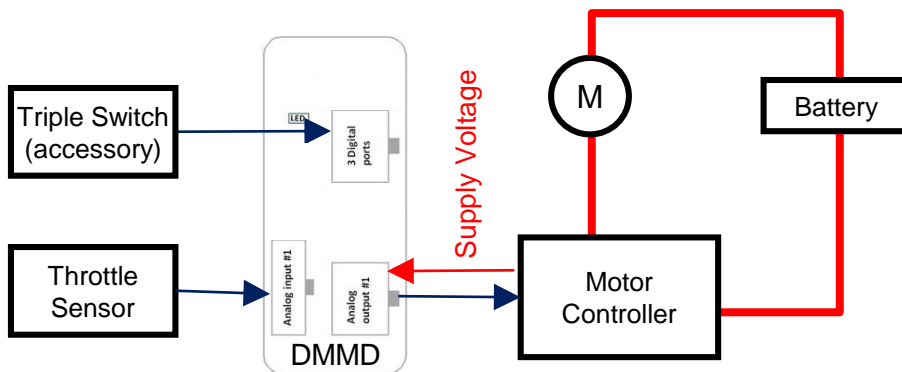 Triple Switch
(accessory)
LED
3 Digital
ports
Supply Voltage
M
Battery
Throttle
Sensor
Analog input #1
Analog
output #1
Motor
Controller
DMMD